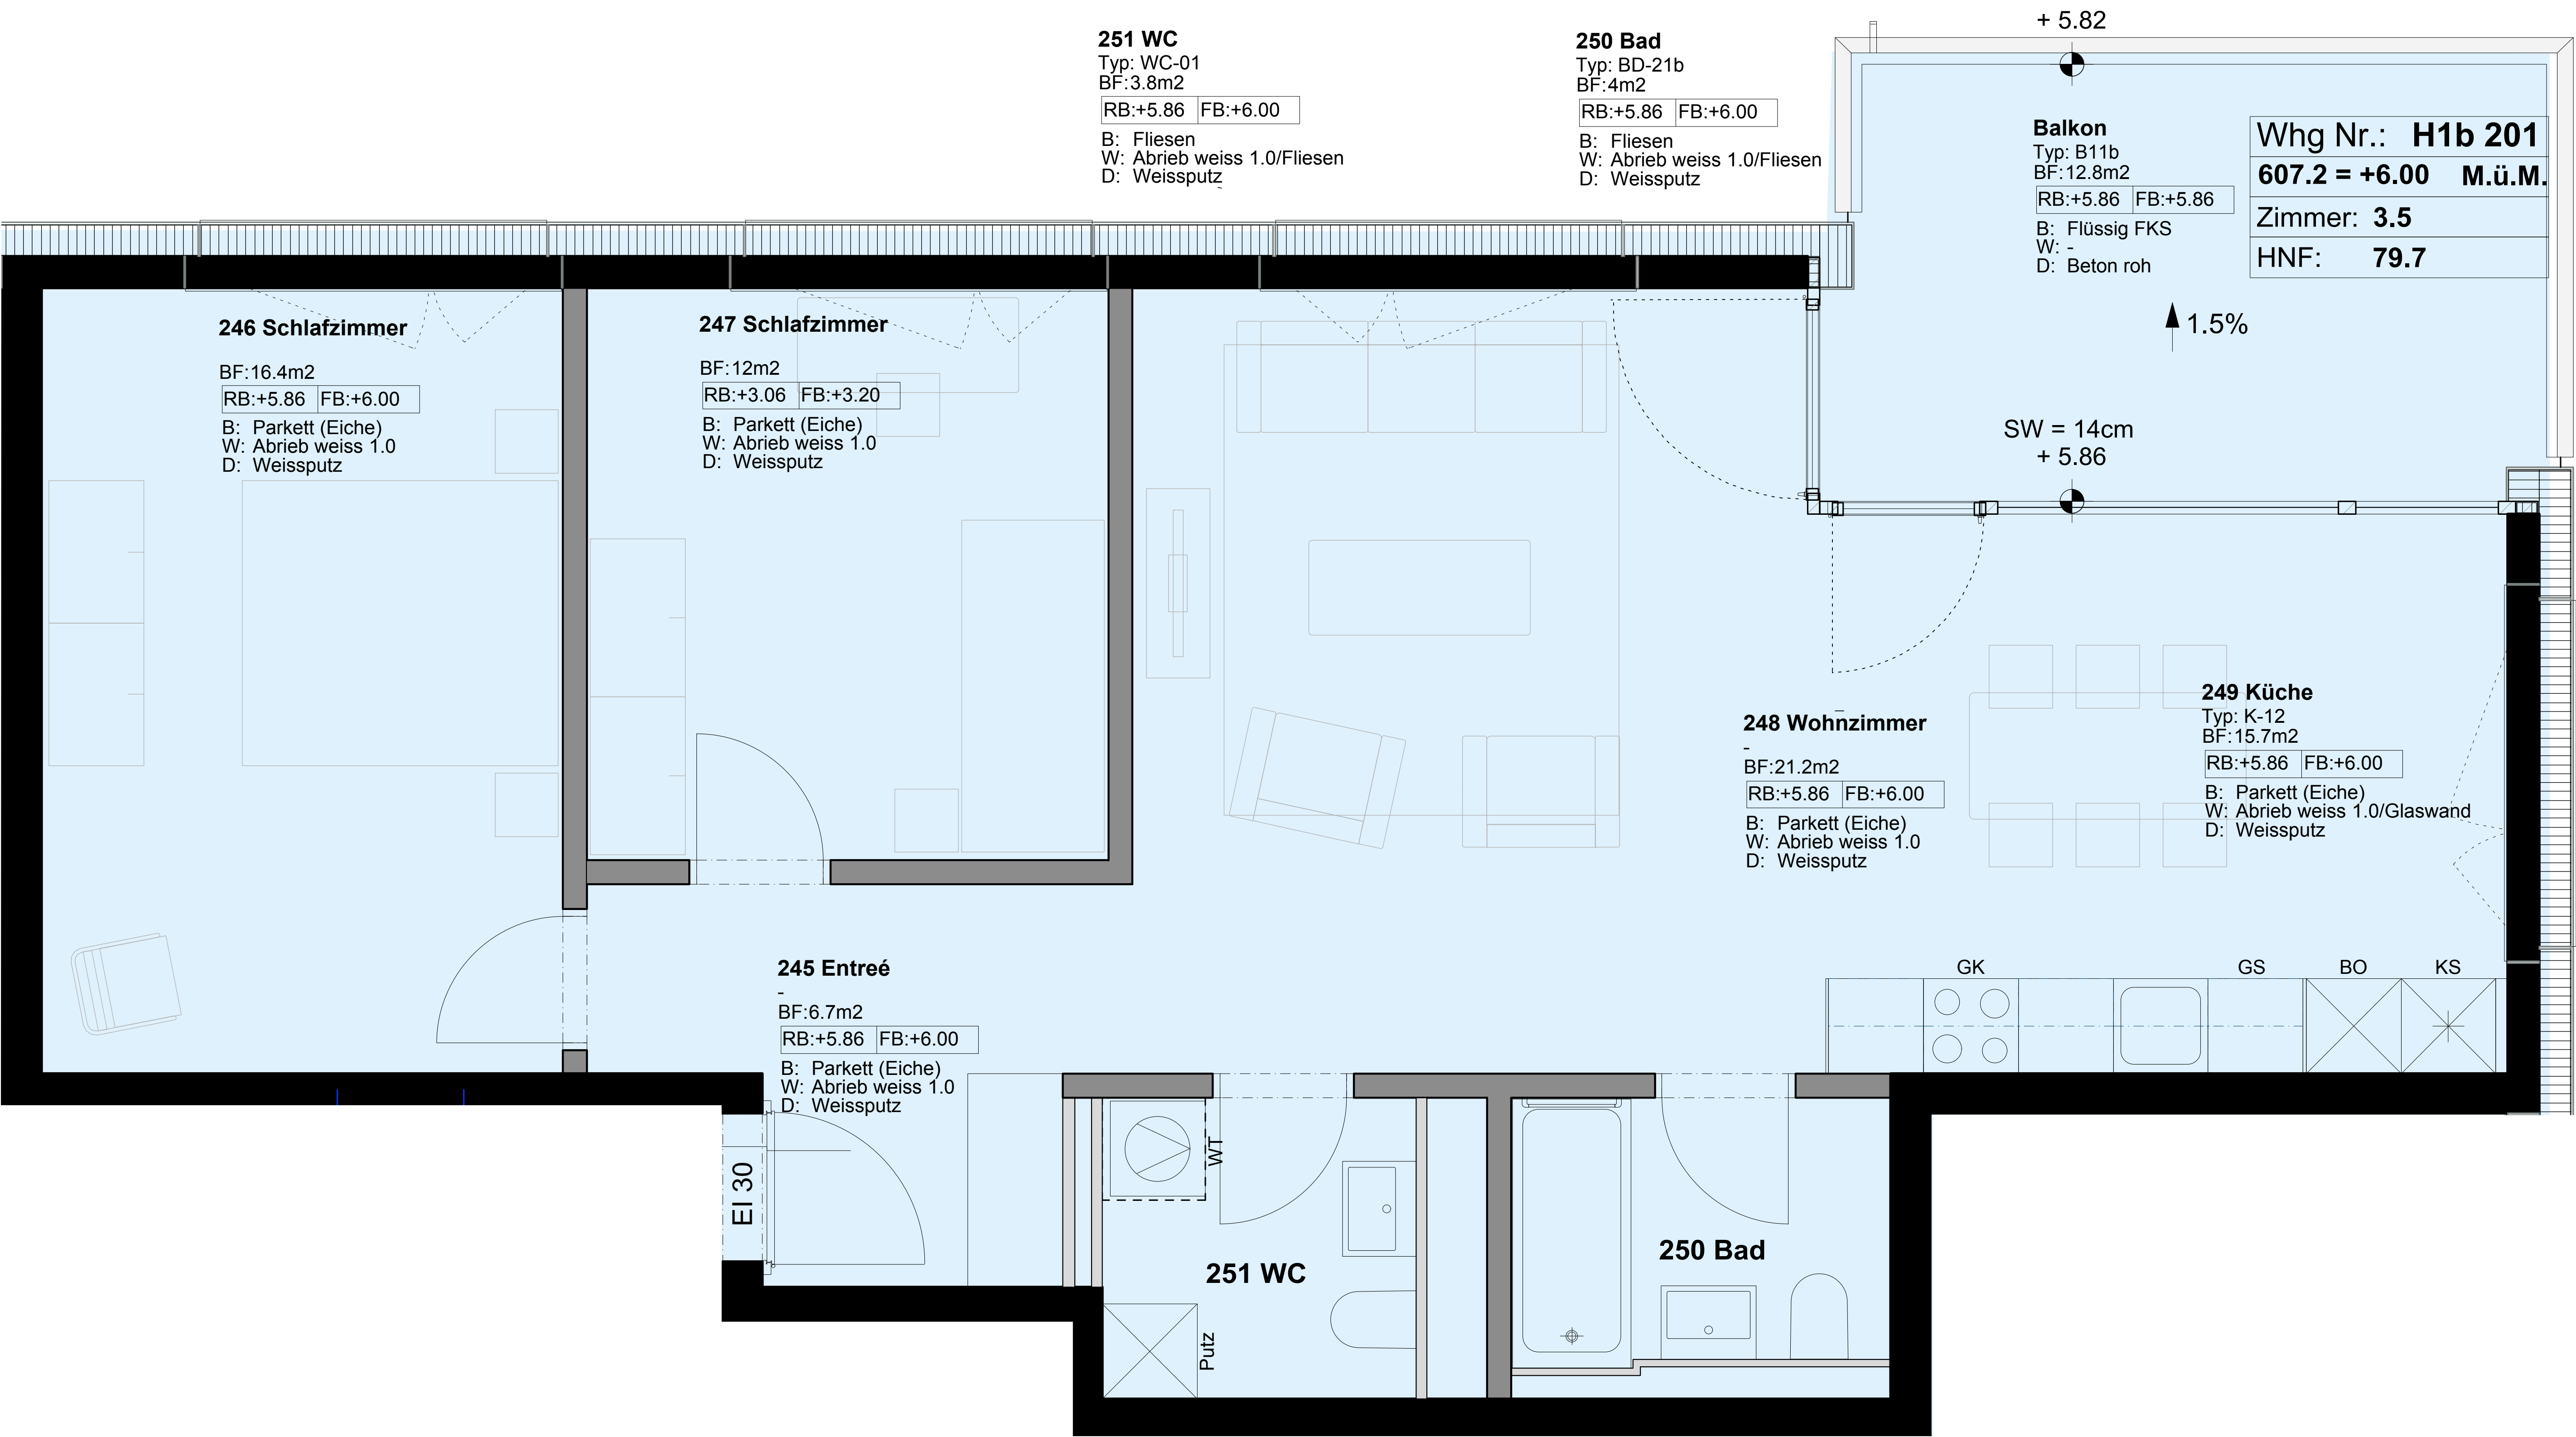 + 5.82
251 WC
Typ: WC-01
BF:3.8m2
RB:+5.86 FB:+6.00
B: Fliesen
W: Abrieb weiss 1.0/Fliesen
D: Weissputz
250 Bad
Typ: BD-21b
BF:4m2
RB:+5.86 FB:+6.00
B: Fliesen
W: Abrieb weiss 1.0/Fliesen
D: Weissputz
Balkon
Typ: B11b
BF:12.8m2
RB:+5.86 FB:+5.86
B: Flüssig FKS
W: -
D: Beton roh
Whg Nr.: H1b 201
607.2 = +6.00 M.ü.M.
Zimmer: 3.5
HNF: 79.7
1.5%
SW = 14cm
+ 5.86
246 Schlafzimmer
BF:16.4m2
RB:+5.86 FB:+6.00
B: Parkett (Eiche)
W: Abrieb weiss 1.0
D: Weissputz
247 Schlafzimmer
BF:12m2
RB:+3.06 FB:+3.20
B: Parkett (Eiche)
W: Abrieb weiss 1.0
D: Weissputz
248 Wohnzimmer
-
BF:21.2m2
RB:+5.86 FB:+6.00
B: Parkett (Eiche)
W: Abrieb weiss 1.0
D: Weissputz
249 Küche
Typ: K-12
BF:15.7m2
RB:+5.86 FB:+6.00
B: Parkett (Eiche)
W: Abrieb weiss 1.0/Glaswand
D: Weissputz
GK GS BO KS
245 Entreé
-
BF:6.7m2
RB:+5.86 FB:+6.00
B: Parkett (Eiche)
W: Abrieb weiss 1.0
D: Weissputz
EI 30
WT
251 WC
Putz
250 Bad